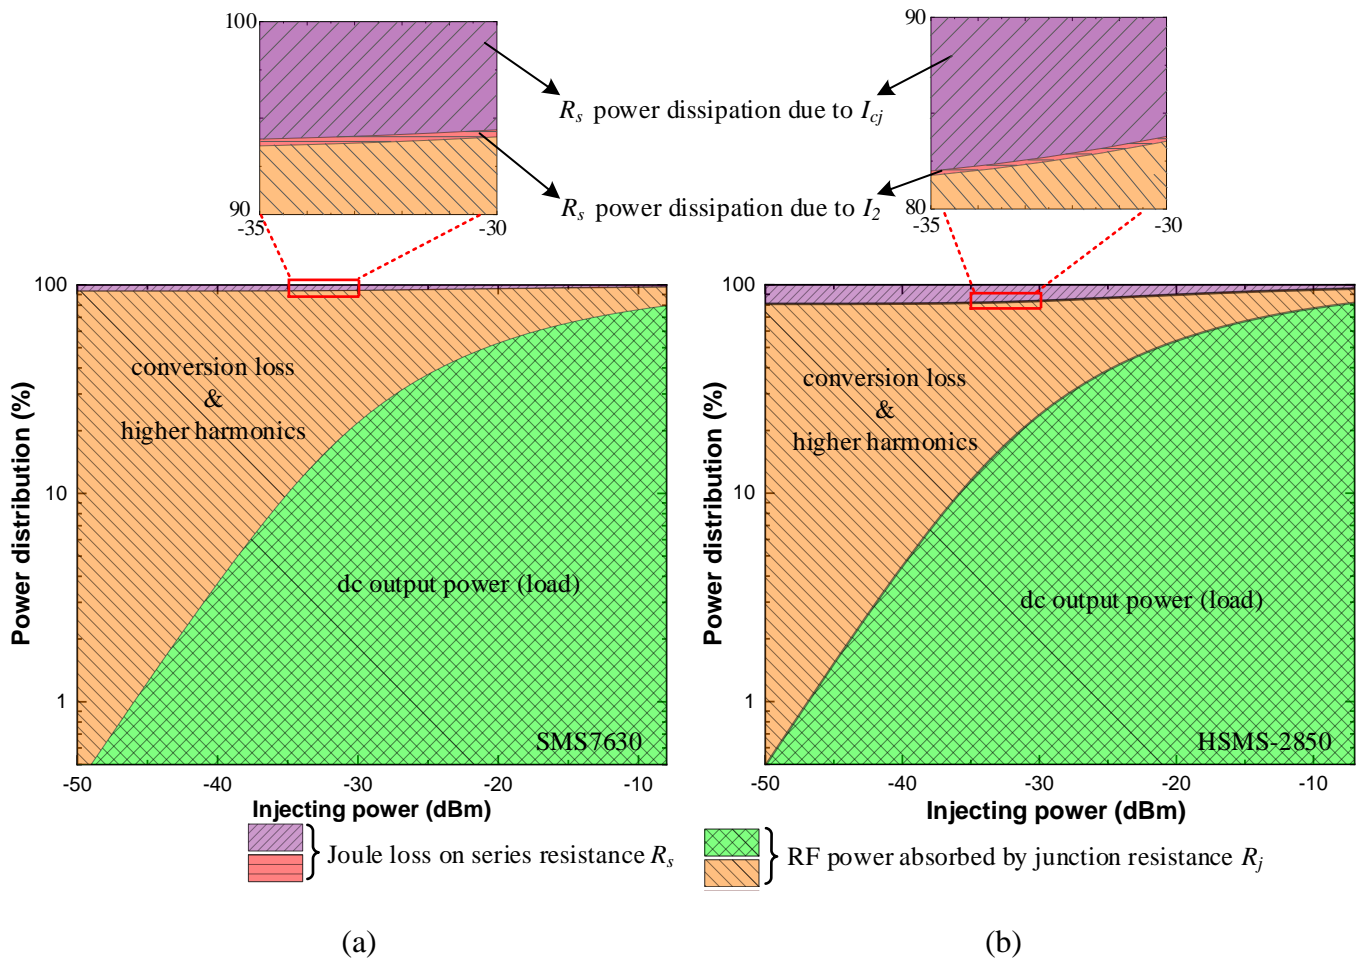 100
90
-35
-30
90
80
-35
-30
Rs power dissipation due to Icj
Rs power dissipation due to I2
100
10
1
Power distribution (%)
conversion loss
&
higher harmonics
dc output power (load)
SMS7630
-50
-40
-30
-20
-10
Injecting power (dBm)
100
10
1
Power distribution (%)
conversion loss
&
higher harmonics
dc output power (load)
HSMS-2850
-50
-40
-30
-20
-10
Injecting power (dBm)
Joule loss on series resistance Rs
RF power absorbed by junction resistance Rj
(a)
(b)